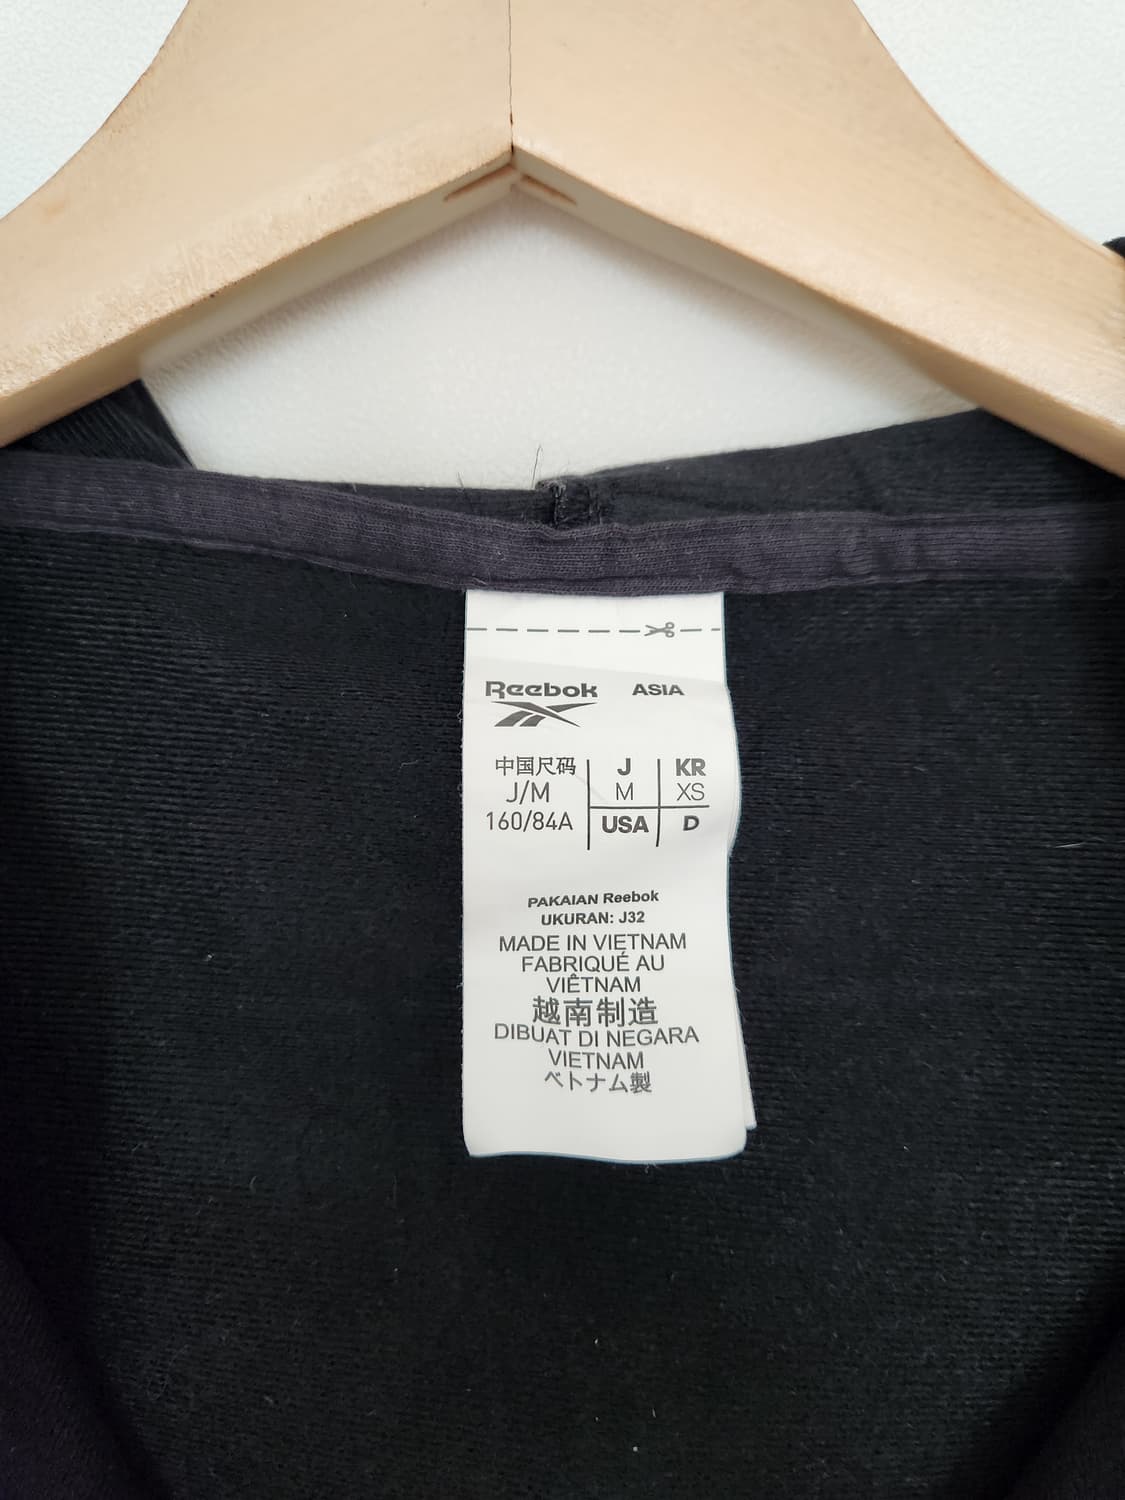 Reebok ASIA
中国尺码 J KR
J/M M XS
160/84A USA D
PAKAIAN Reebok
UKURAN: J32
MADE IN VIETNAM
FABRIQUÉ AU
VIÊTNAM
越南制造
DIBUAT DI NEGARA
VIETNAM
ベトナム製